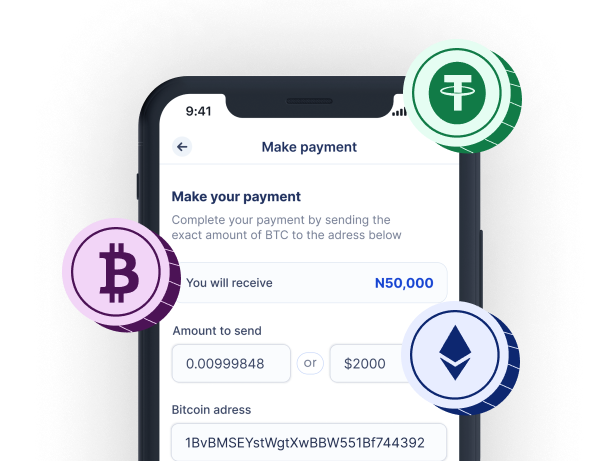 9:41
Make payment
Make your payment
Complete your payment by sending the
exact amount of BTC to the adress below
You will receive N50,000
Amount to send
0.00999848 or $2000
Bitcoin adress
1BvBMSEYstWgtXwBBW551Bf744392